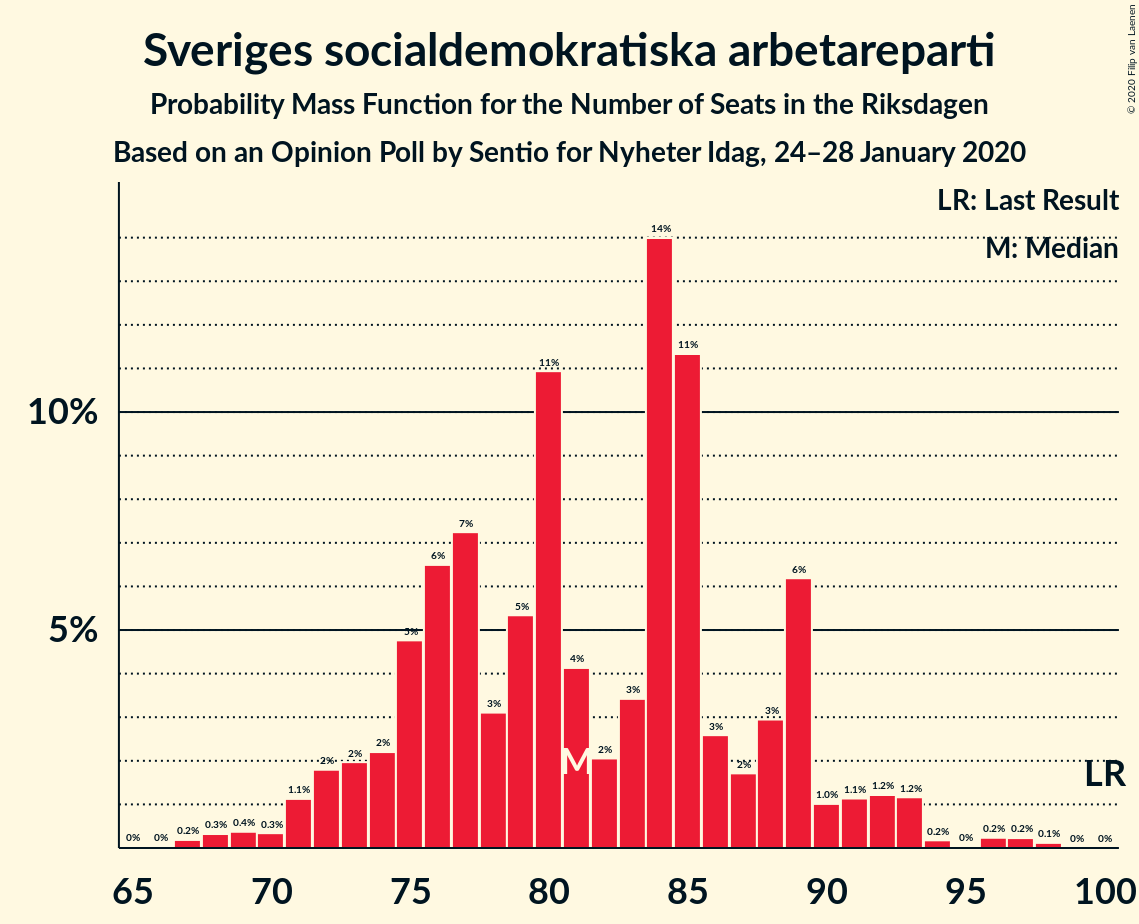 Sveriges socialdemokratiska arbetareparti
Probability Mass Function for the Number of Seats in the Riksdagen
Based on an Opinion Poll by Sentio for Nyheter Idag, 24–28 January 2020
© 2020 Filip van Laenen
LR: Last Result
M: Median
10%
5%
0% 0% 0.2% 0.3% 0.4% 0.3% 1.1% 2% 2% 2% 5% 6% 7% 3% 5% 11% 4% 2% 3% 14% 11% 3% 2% 3% 6% 1.0% 1.1% 1.2% 1.2% 0.2% 0% 0.2% 0.2% 0.1% 0% 0%
M
LR
65 70 75 80 85 90 95 100